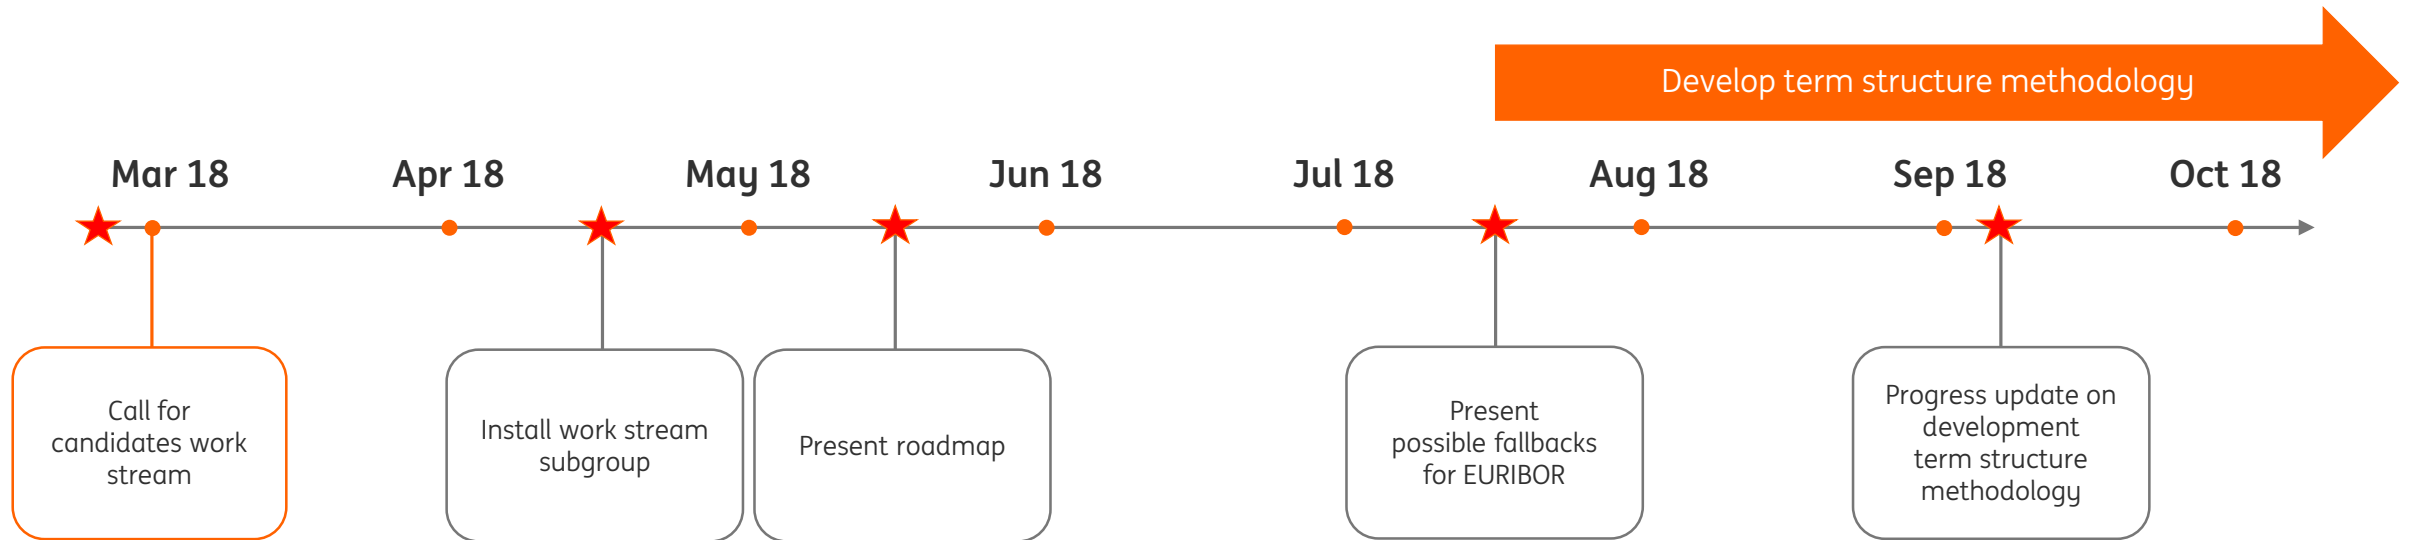 Develop term structure methodology
Mar 18
Apr 18
May 18
Jun 18
Jul 18
Aug 18
Sep 18
Oct 18
Call for
candidates work
stream
Install work stream
subgroup
Present roadmap
Present
possible fallbacks
for EURIBOR
Progress update on
development
term structure
methodology